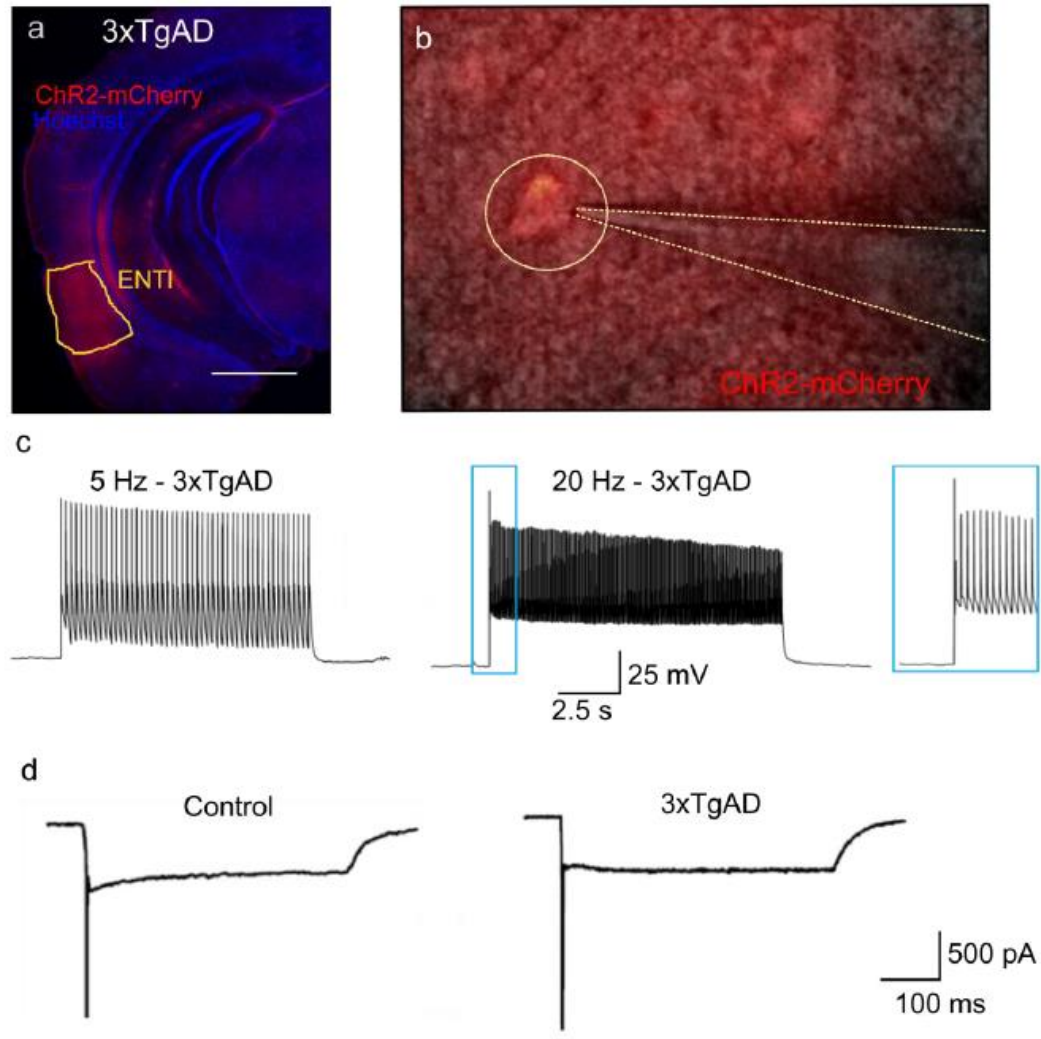 a
3xTgAD
ChR2-mCherry
Hoechst
ENTl
b
ChR2-mCherry
c
5 Hz - 3xTgAD
20 Hz - 3xTgAD
25 mV
2.5 s
d
Control
3xTgAD
500 pA
100 ms